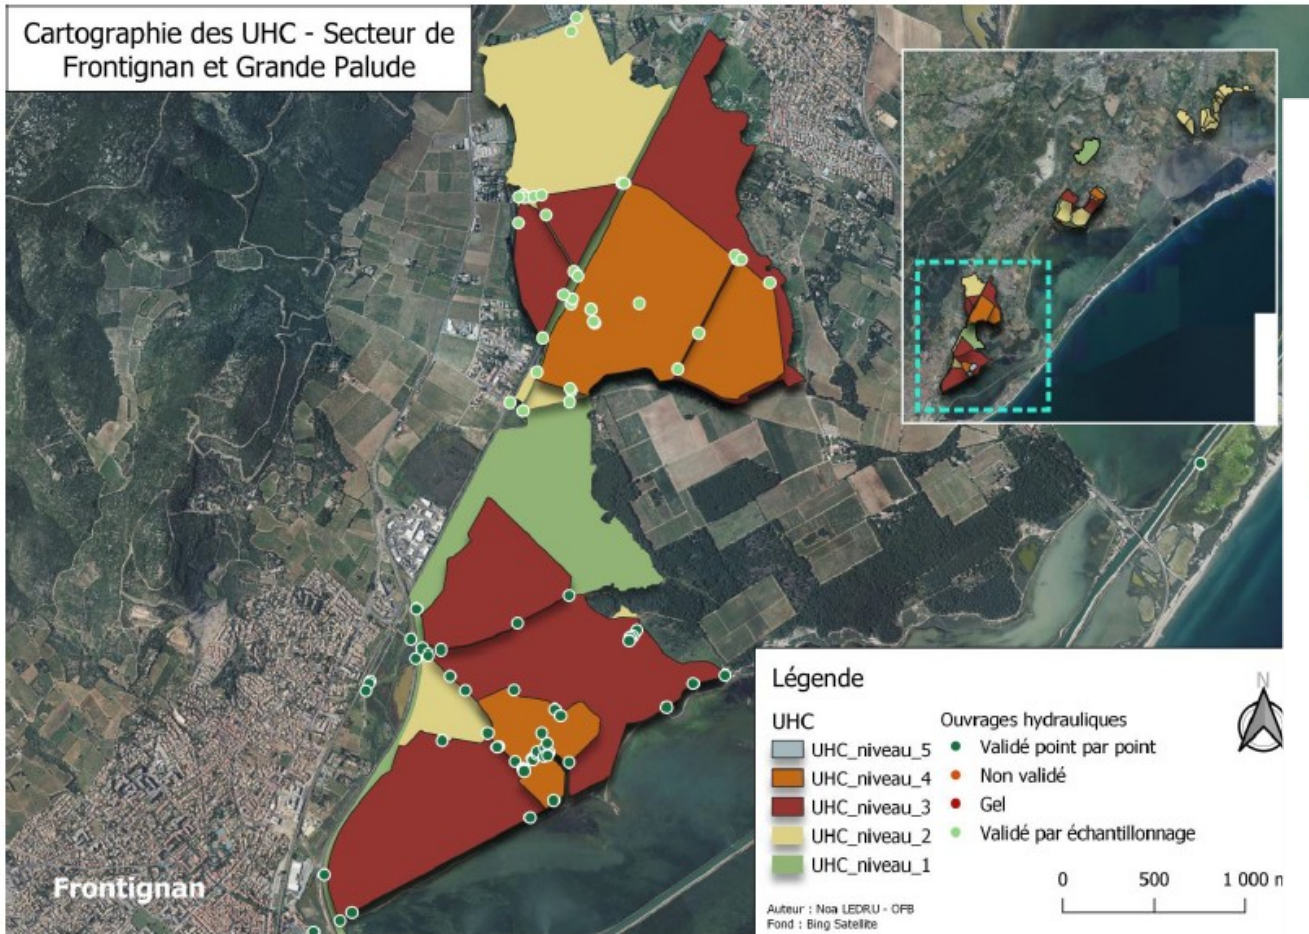 Cartographie des UHC - Secteur de
Frontignan et Grande Palude
Légende
N
UHC
UHC_niveau_5
UHC_niveau_4
UHC_niveau_3
UHC_niveau_2
UHC_niveau_1
Ouvrages hydrauliques
Validé point par point
Non validé
Gel
Validé par échantillonnage
0 500 1 000 m
Auteur : Noa LEDRU - OFB
Fond : Bing Satellite
Frontignan